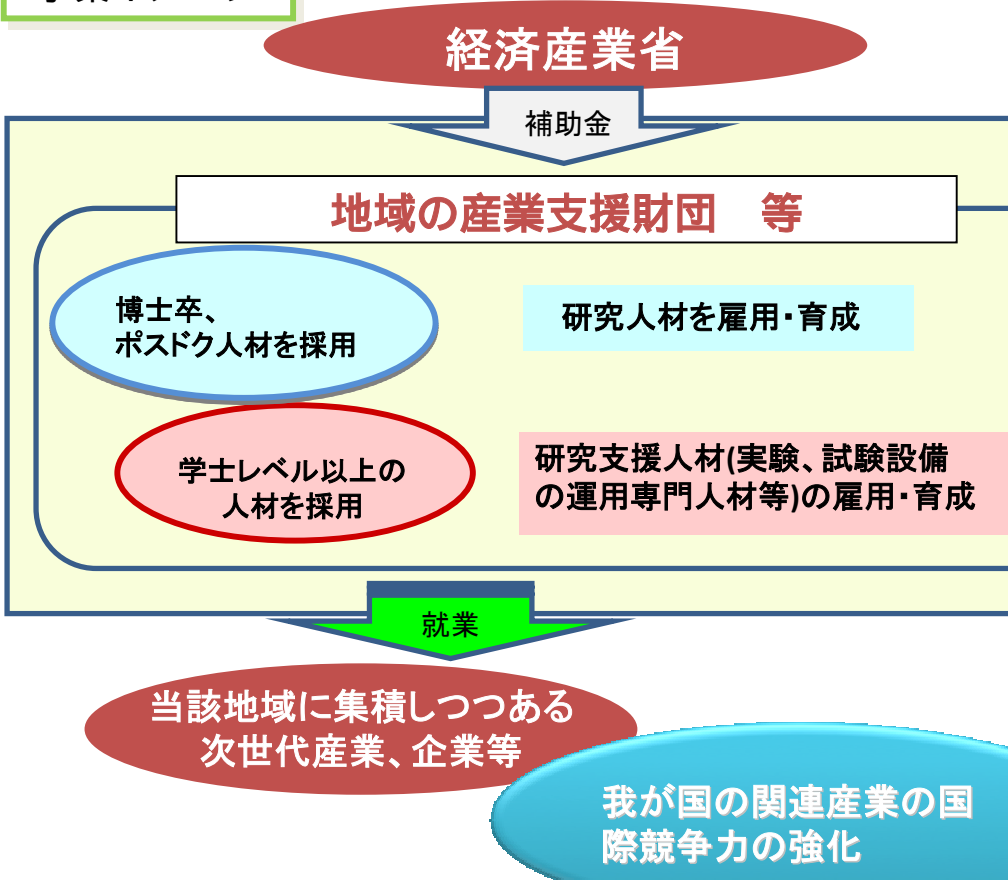 経済産業省
補助金
地域の産業支援財団　等
博士卒、
ポスドク人材を採用
研究人材を雇用・育成
学士レベル以上の
人材を採用
研究支援人材(実験、試験設備
の運用専門人材等)の雇用・育成
就業
当該地域に集積しつつある
次世代産業、企業等
我が国の関連産業の国
際競争力の強化